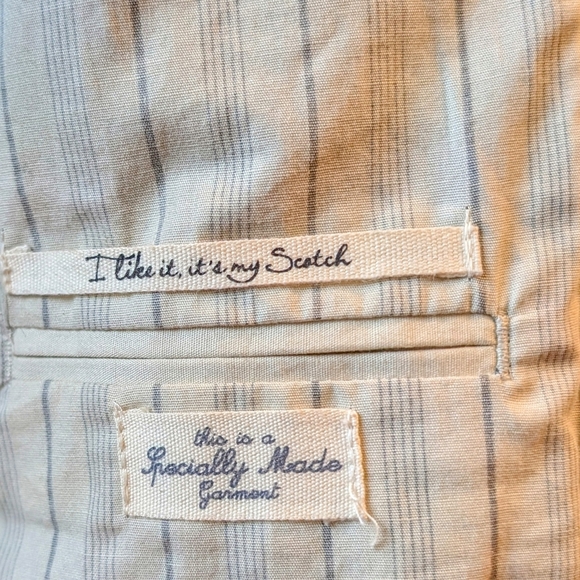 I like it, it's my Scotch
this is a
Specially Made
Garment